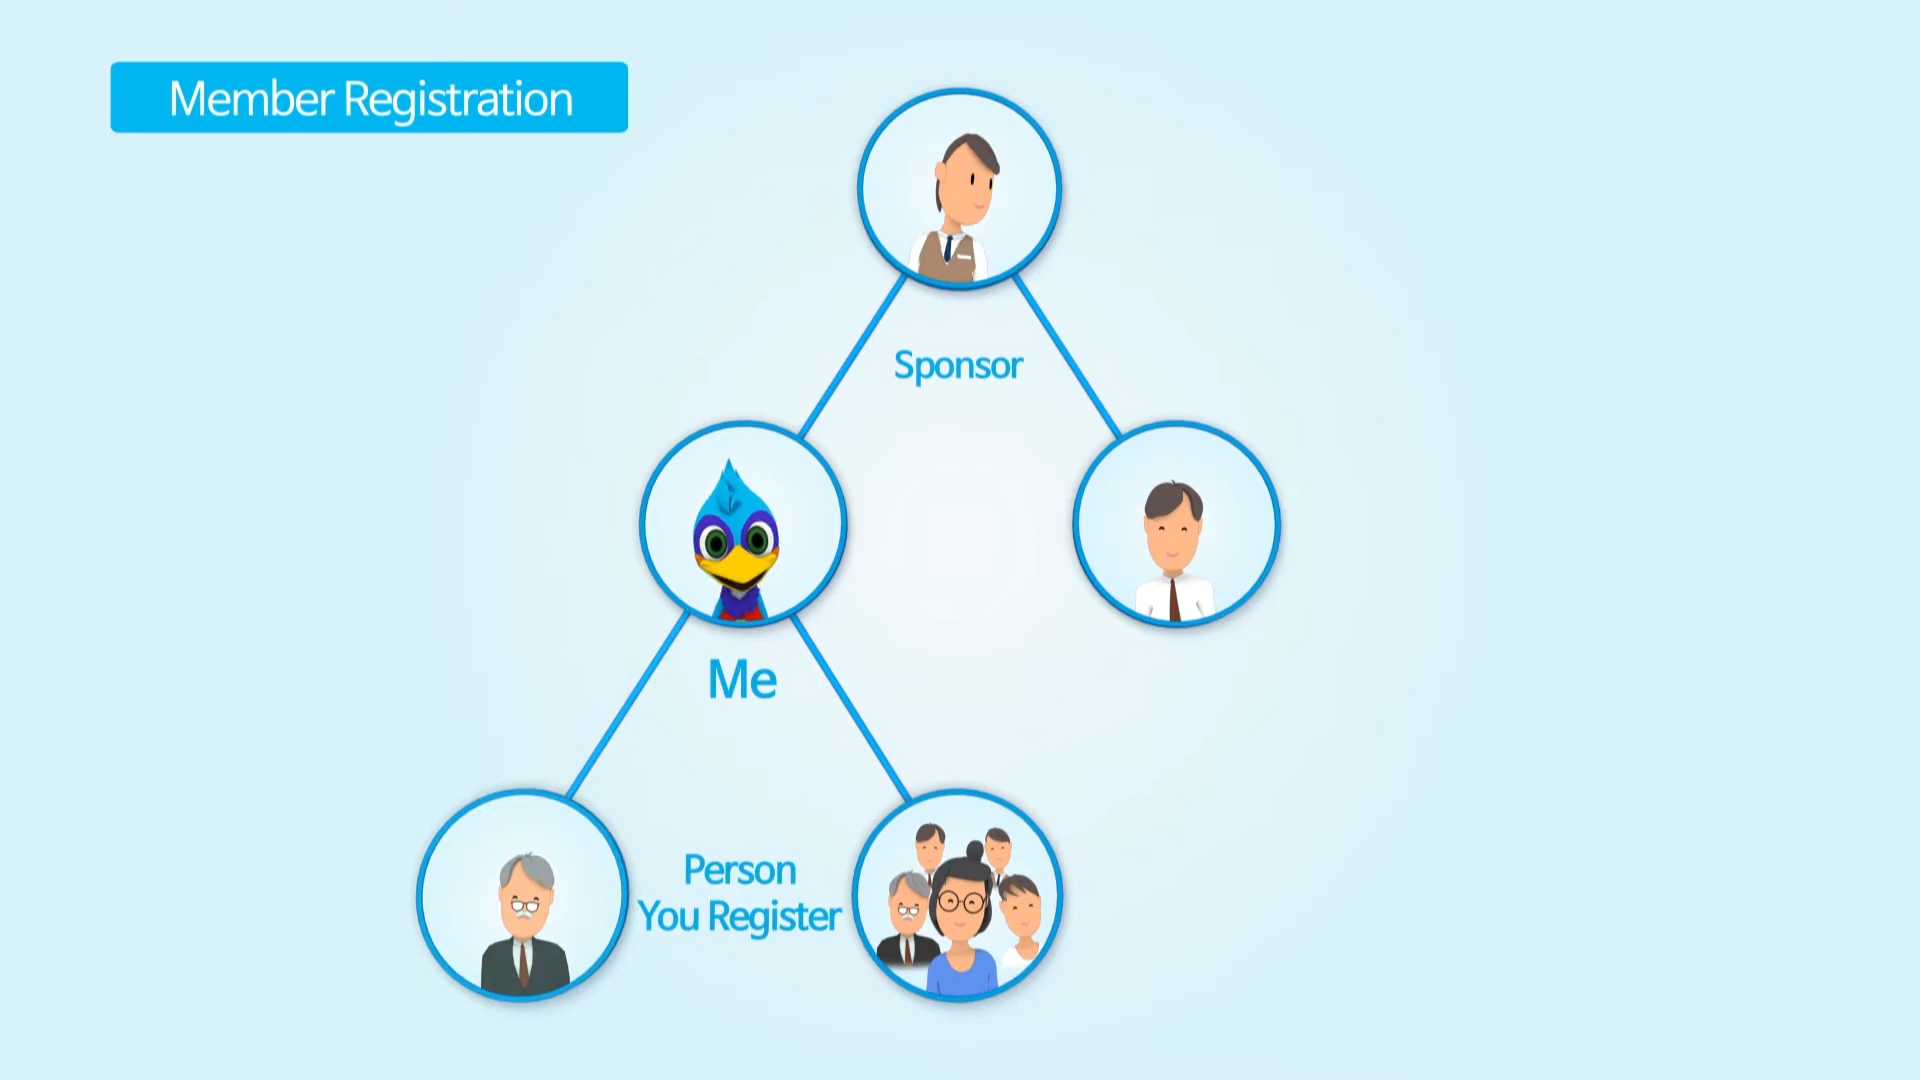 Member Registration
Sponsor
Me
Person
You Register